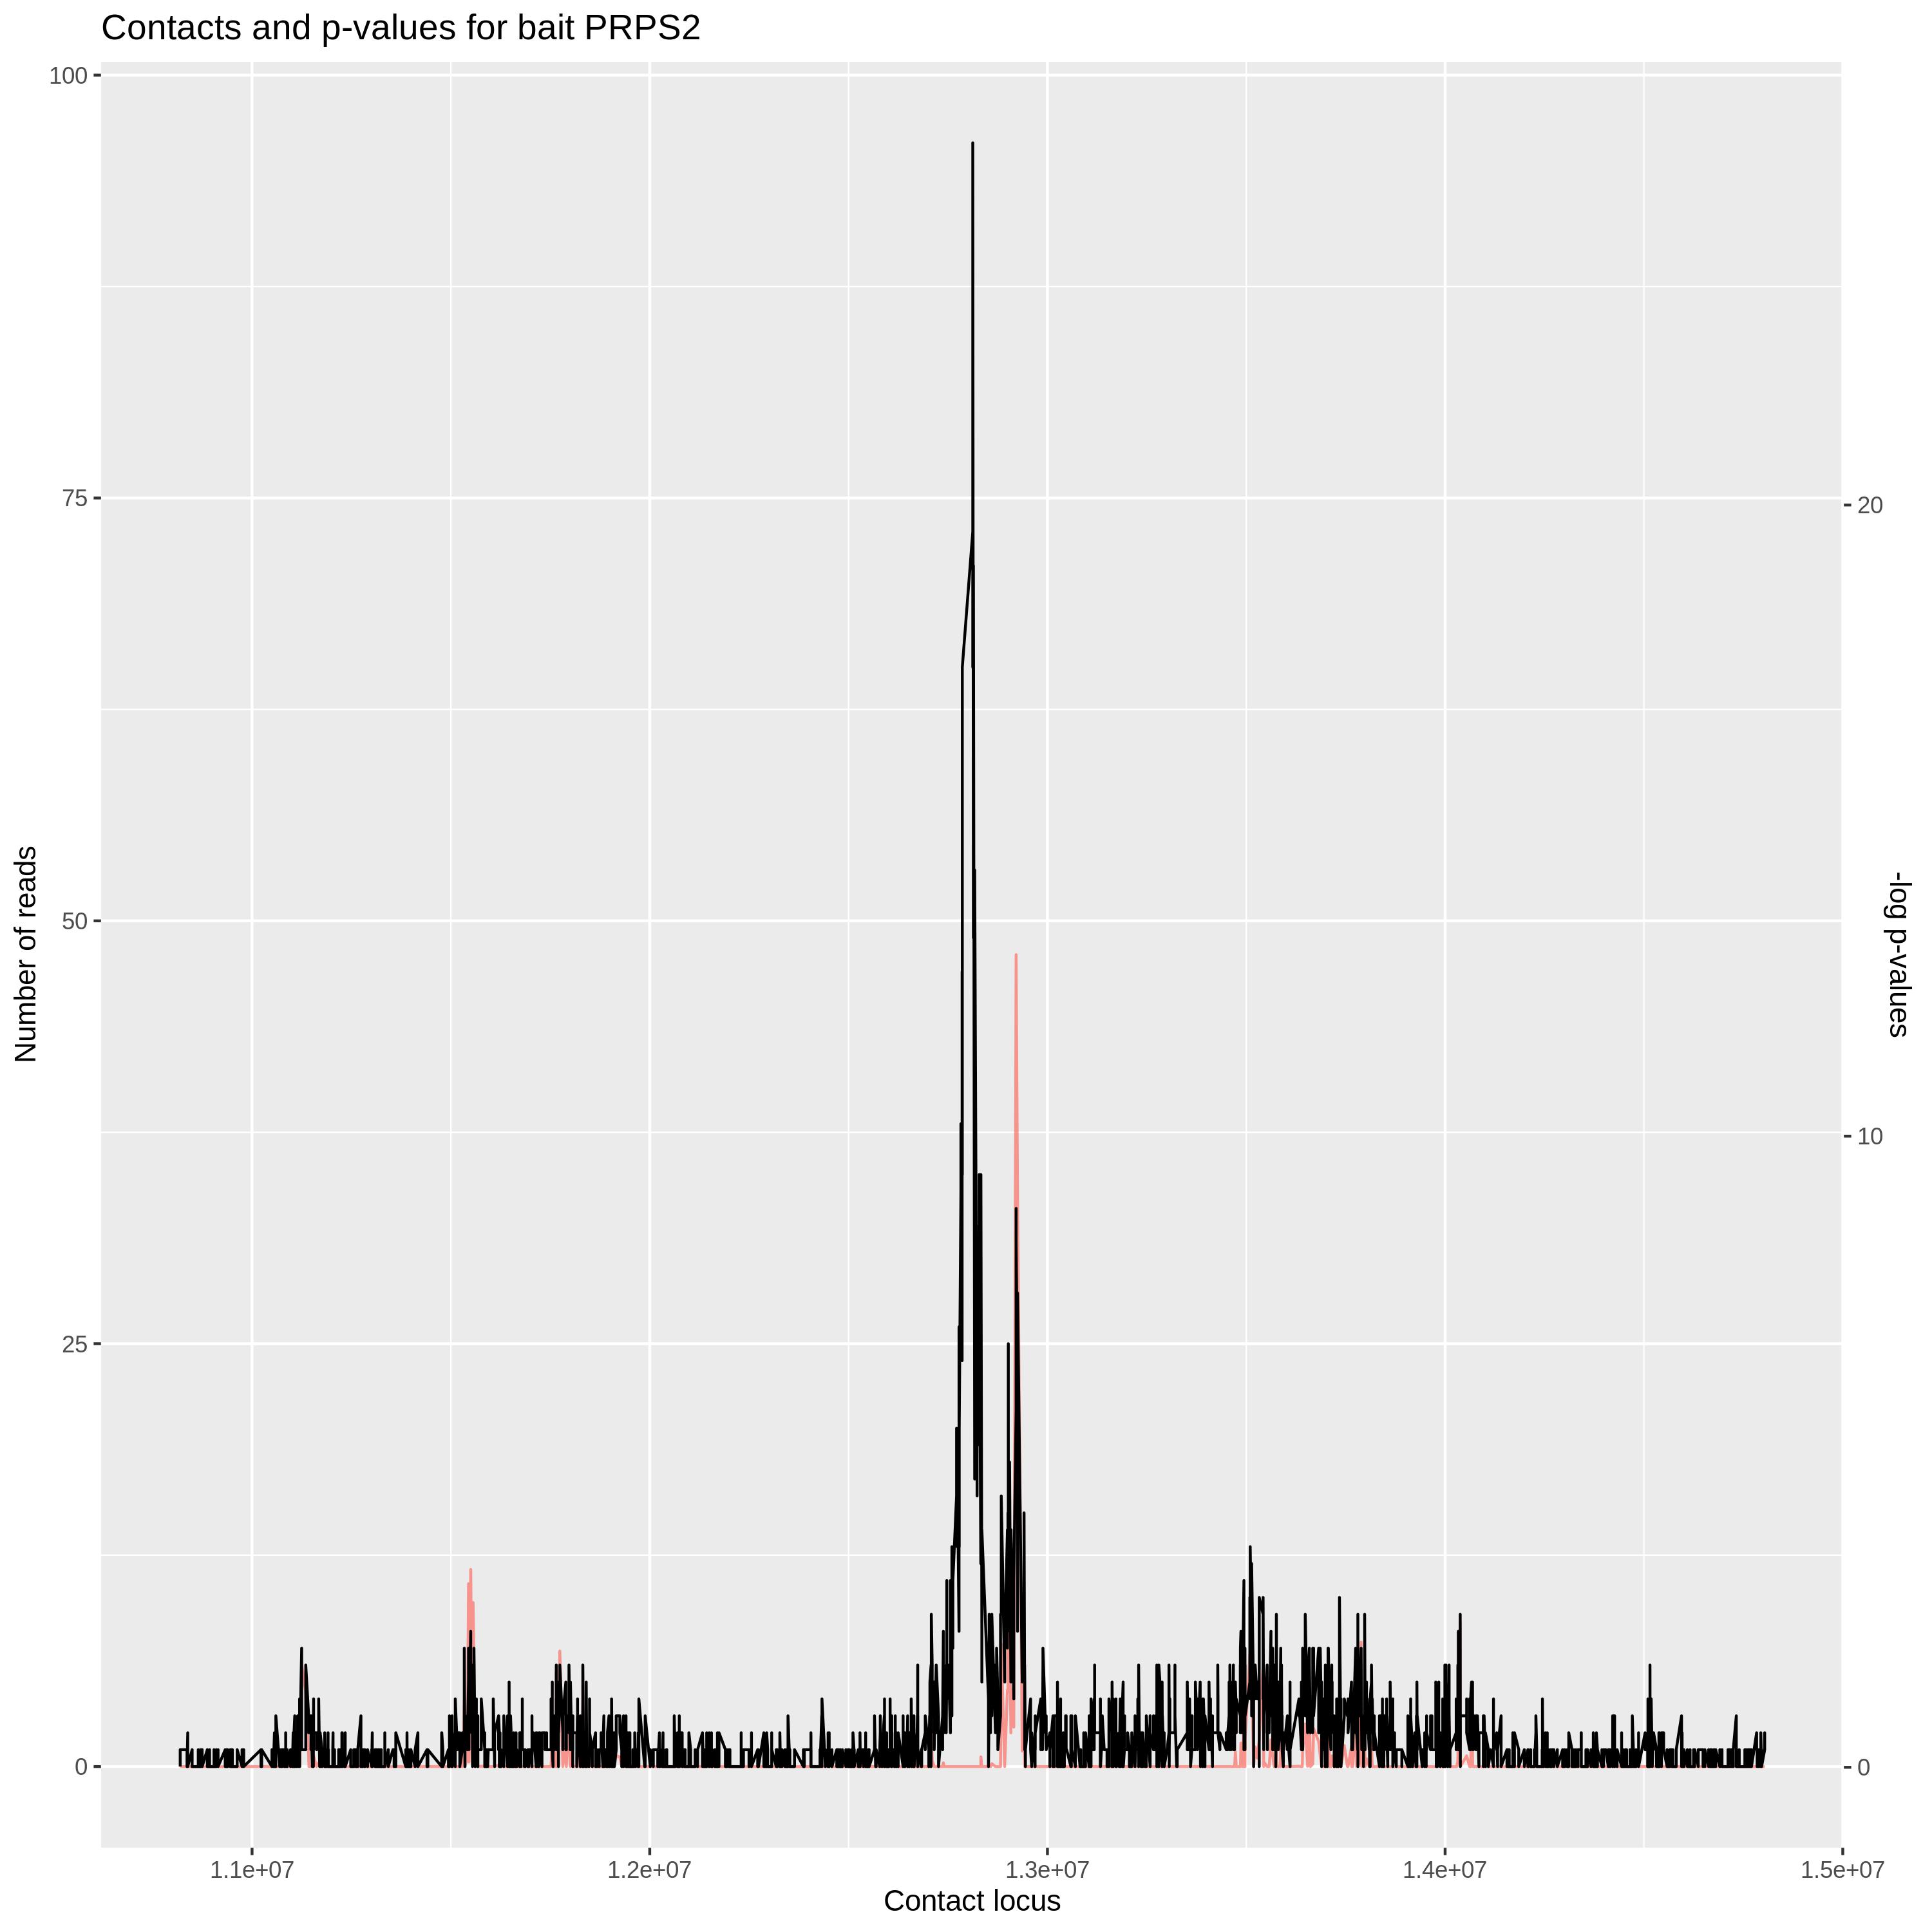 Contacts and p-values for bait PRPS2
100
75
50
25
0
Number of reads
20
10
0
-log p-values
1.1e+07
1.2e+07
1.3e+07
1.4e+07
1.5e+07
Contact locus